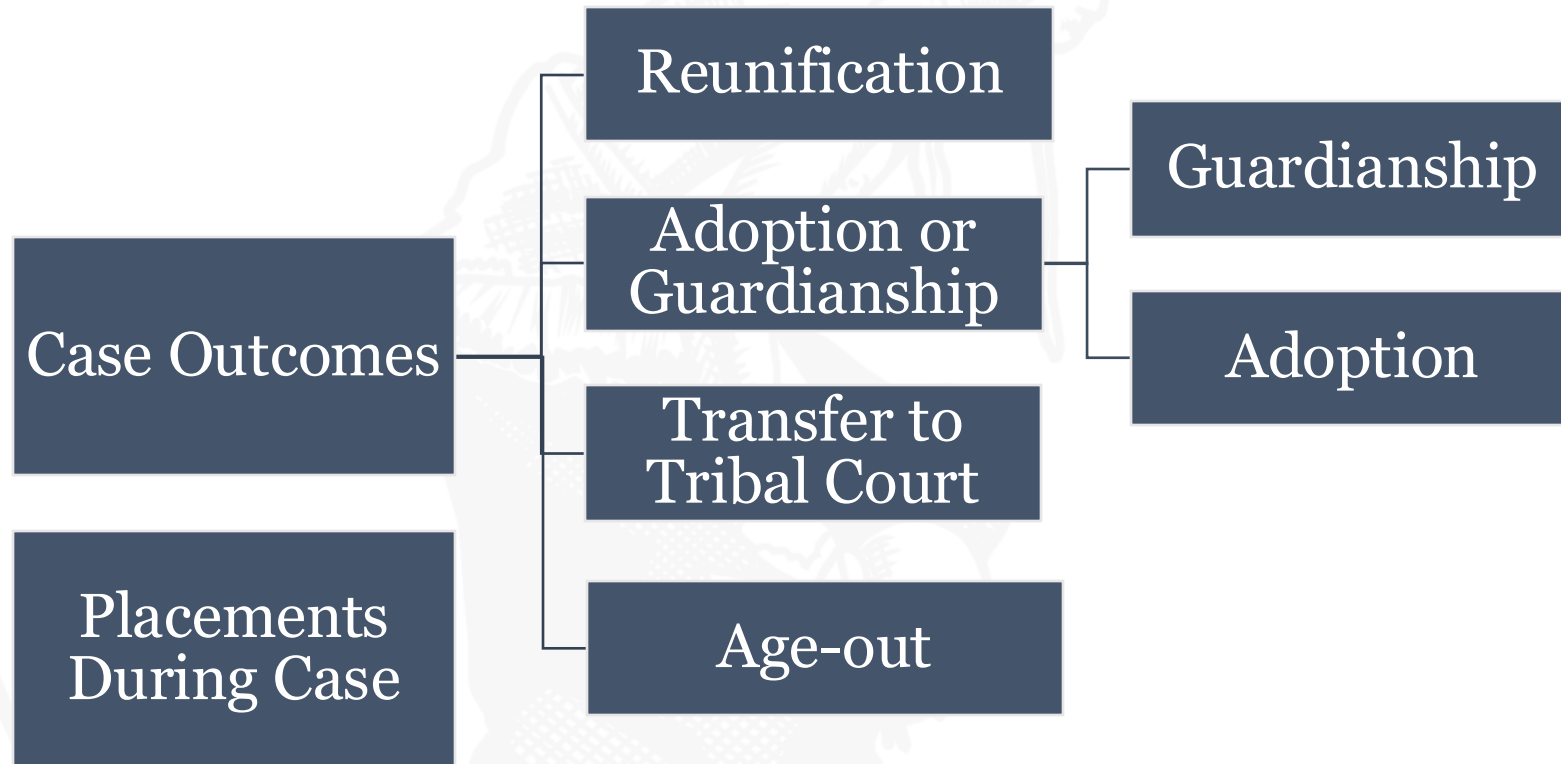 Case Outcomes
Placements
During Case
Reunification
Adoption or
Guardianship
Transfer to
Tribal Court
Age-out
Guardianship
Adoption